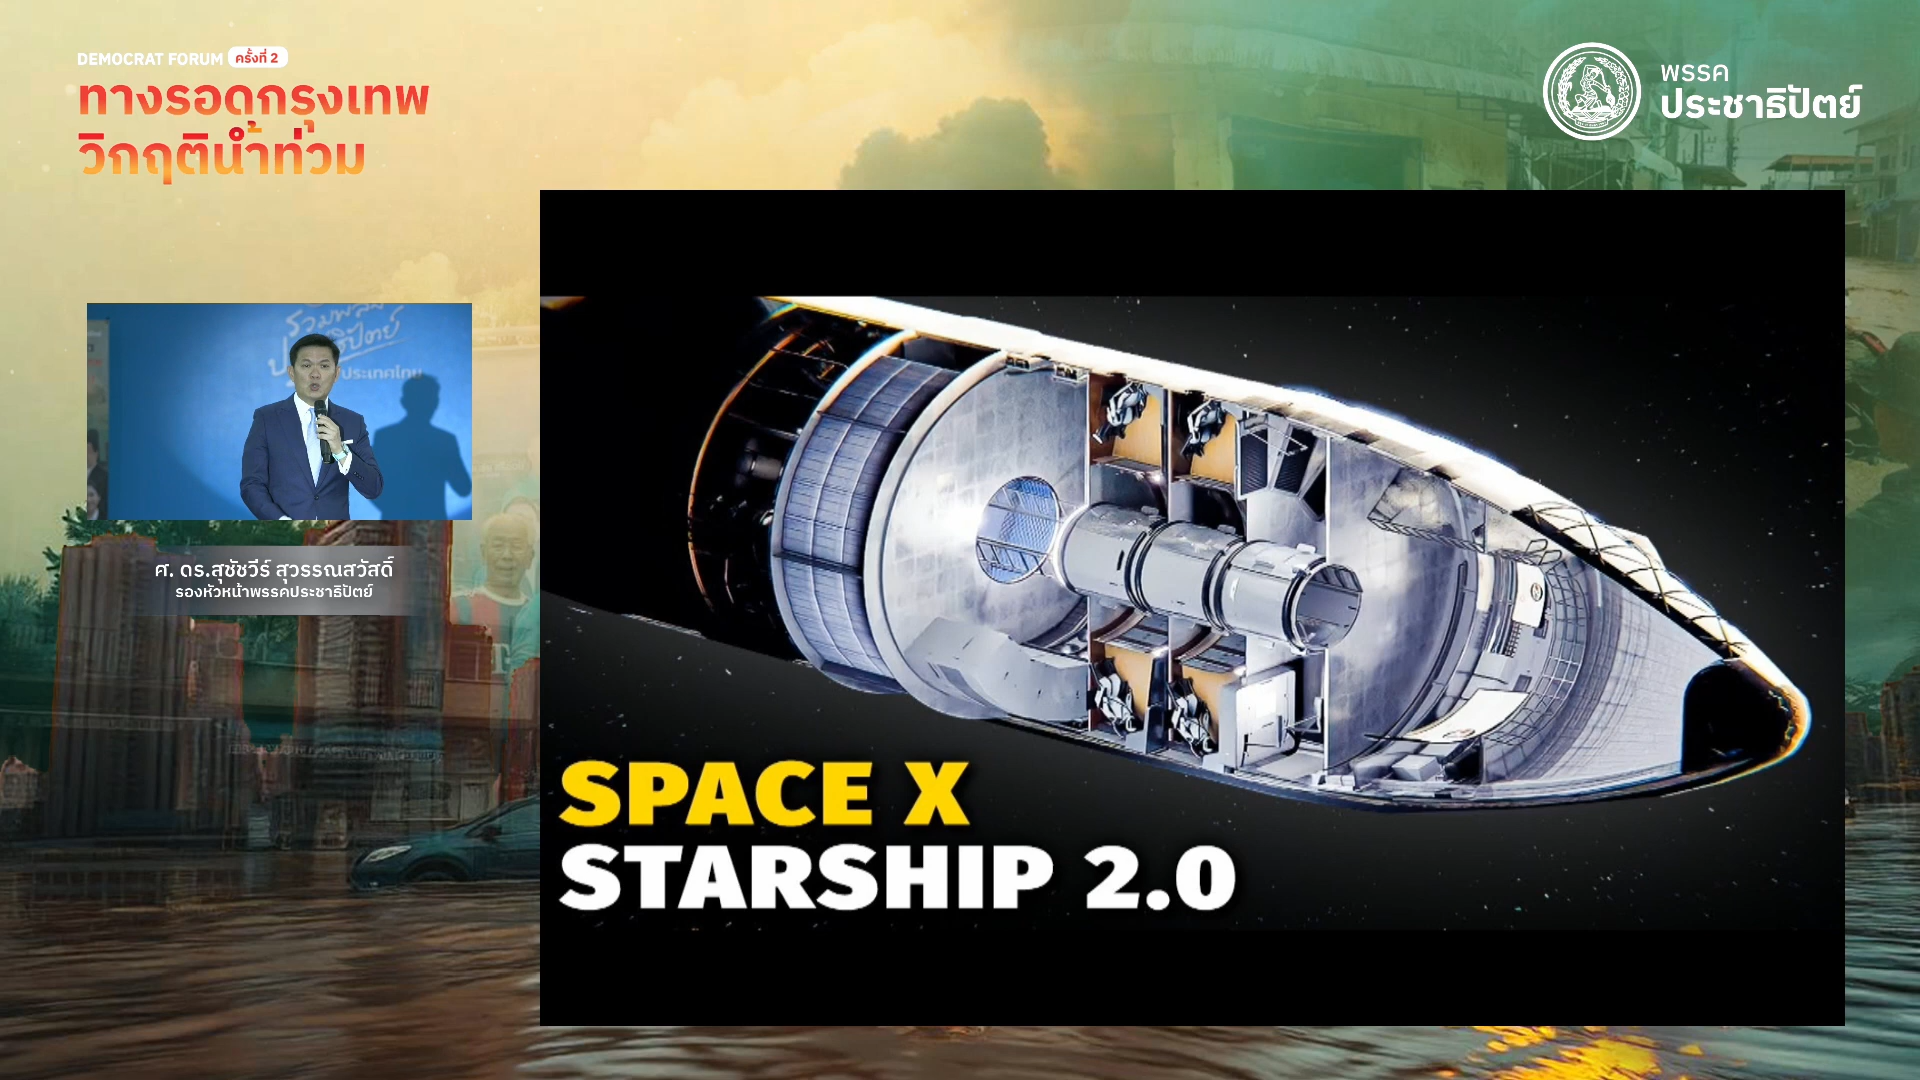 DEMOCRAT FORUM ครั้งที่ 2
ทางรอดกรุงเทพ
วิกฤติน้ำท่วม
พรรค
ประชาธิปัตย์
ศ. ดร.สุชัชวีร์ สุวรรณสวัสดิ์
รองหัวหน้าพรรคประชาธิปัตย์
SPACE X
STARSHIP 2.0